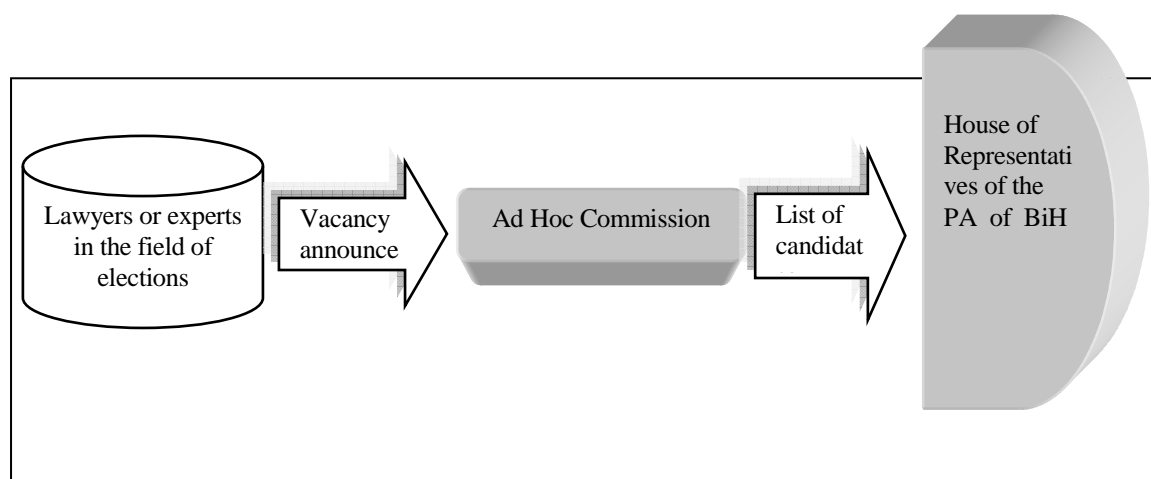 Lawyers or experts
in the field of
elections
Vacancy
announce
Ad Hoc Commission
List of
candidat
House of
Representati
ves of the
PA of BiH